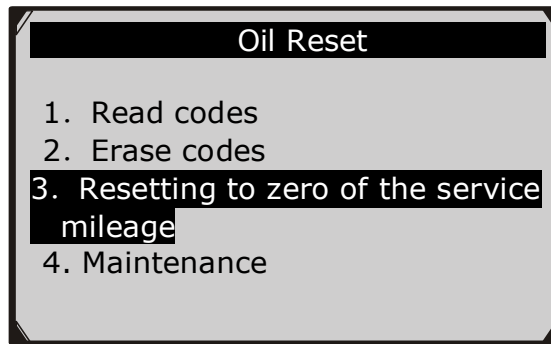 Oil Reset
1. Read codes
2. Erase codes
3. Resetting to zero of the service
mileage
4. Maintenance